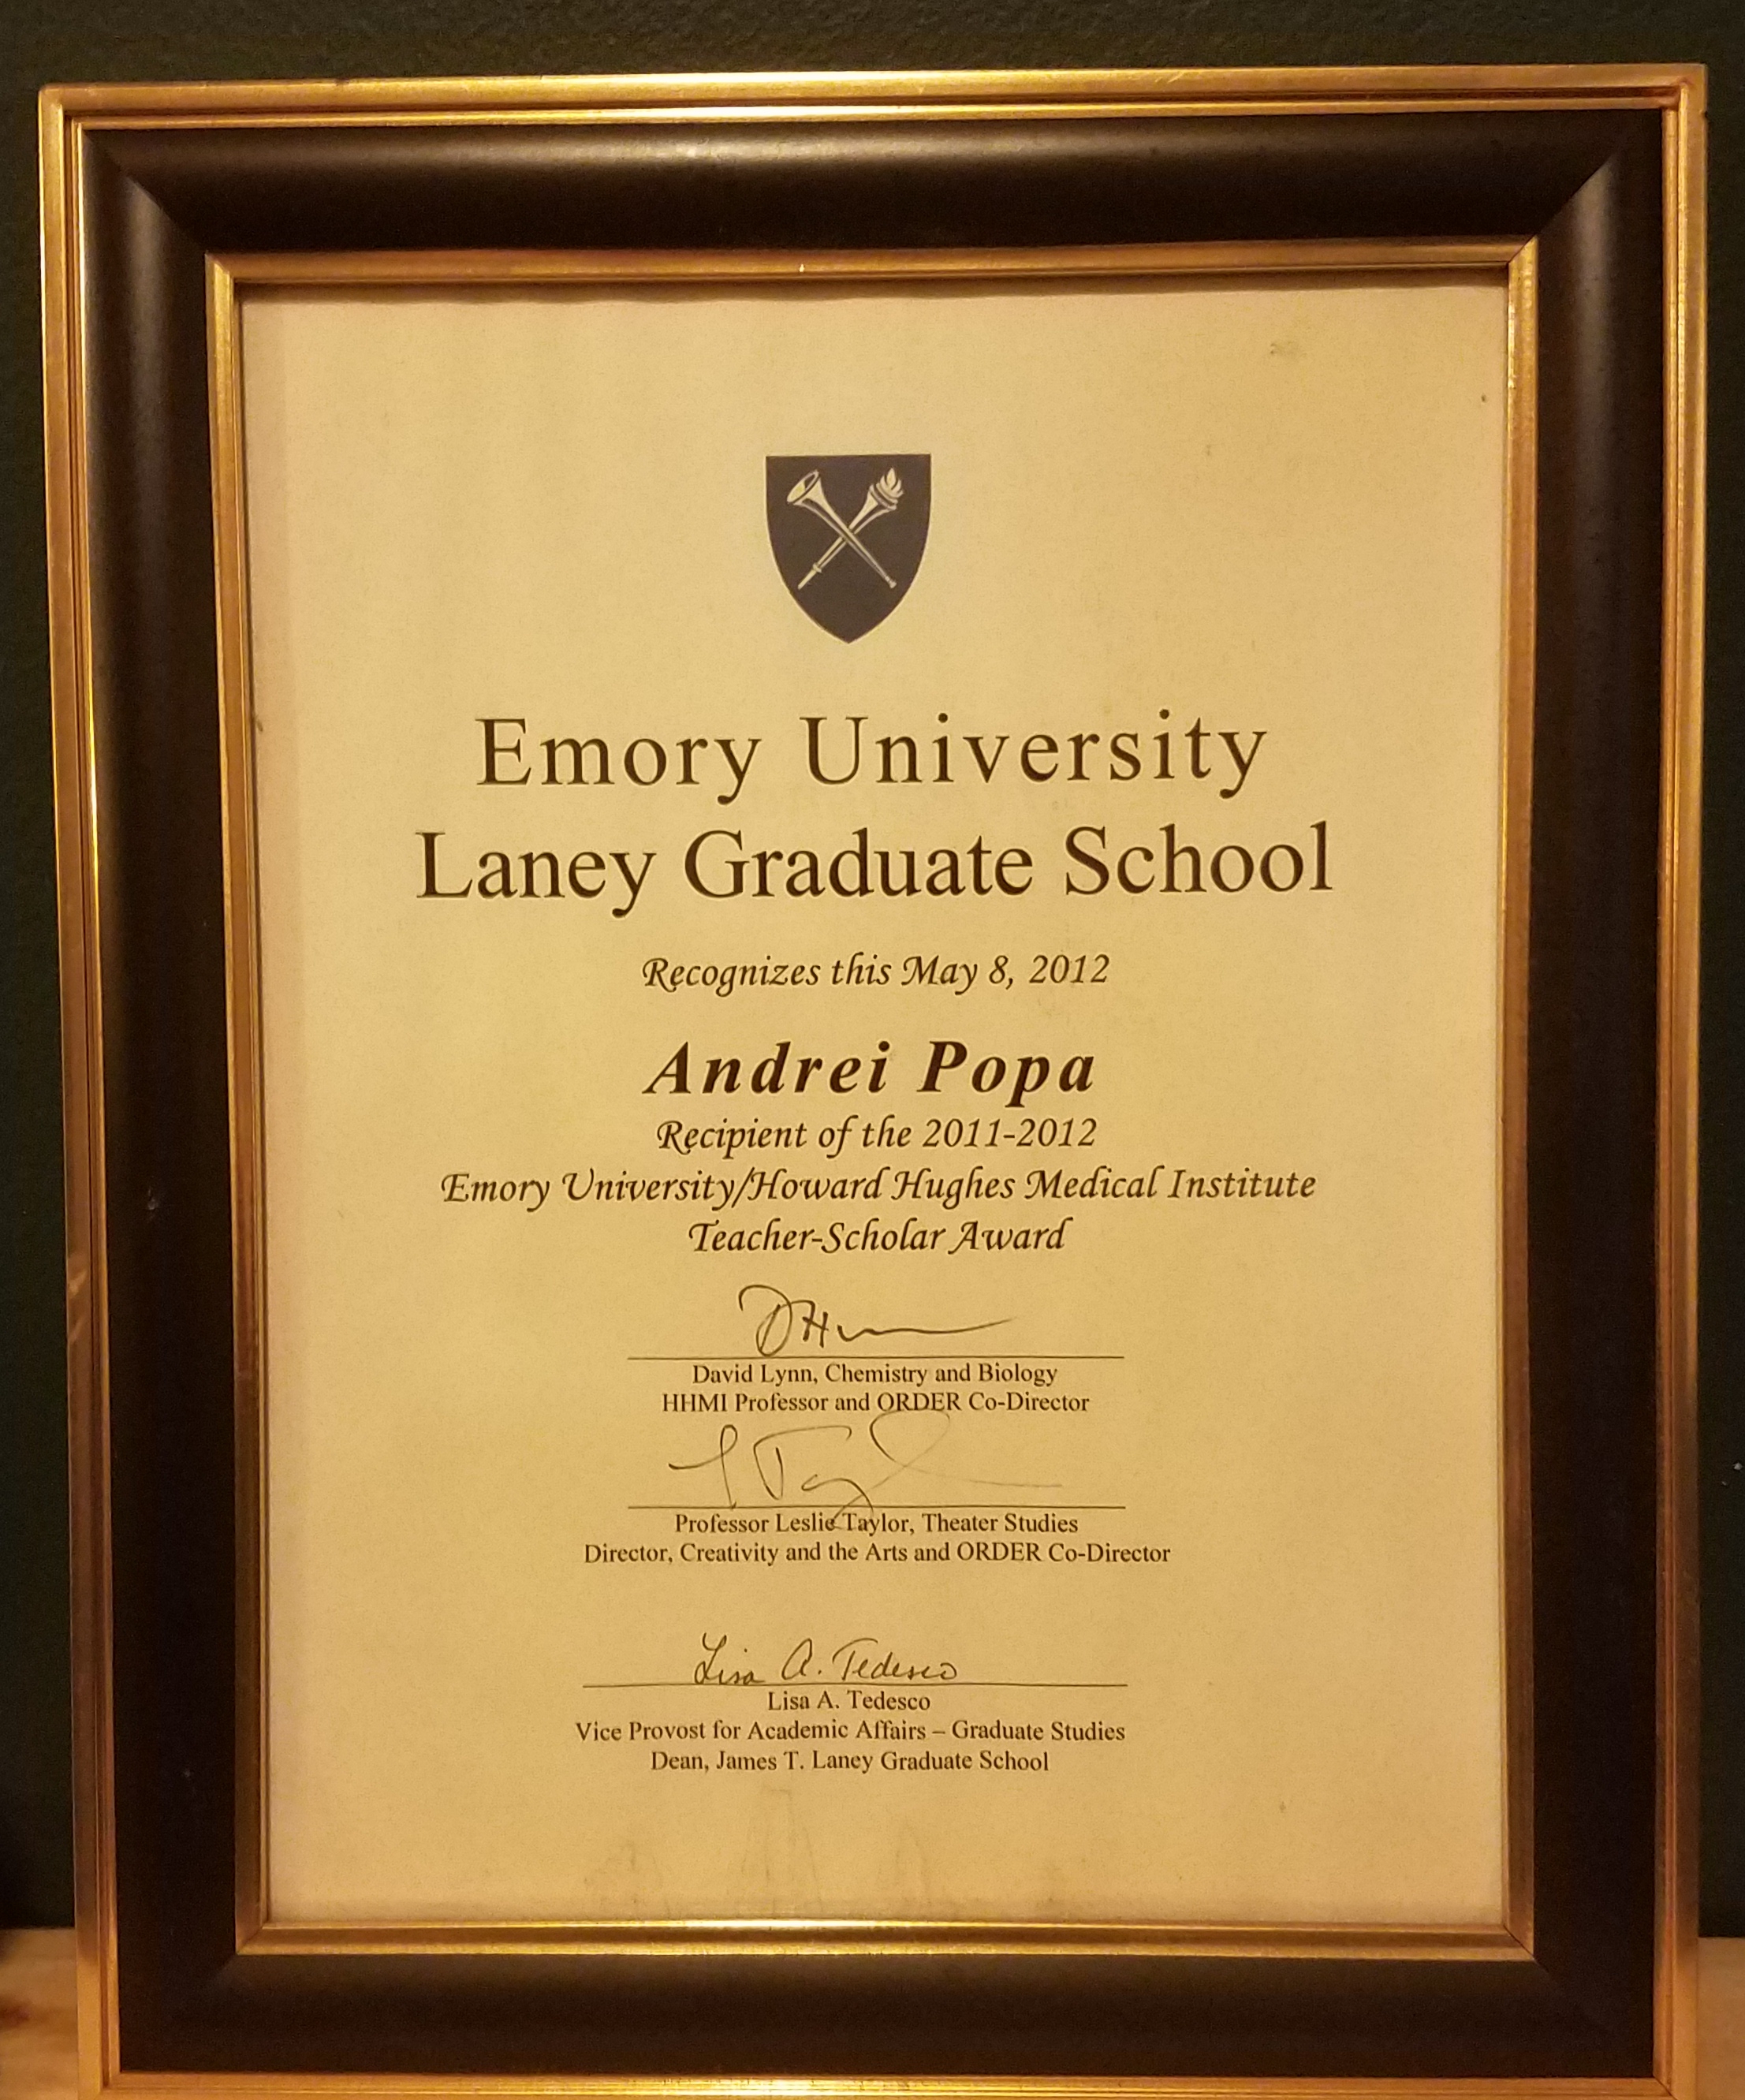 Emory University
Laney Graduate School
Recognizes this May 8, 2012
Andrei Popa
Recipient of the 2011-2012
Emory University/Howard Hughes Medical Institute
Teacher-Scholar Award
David Lynn, Chemistry and Biology
HHMI Professor and ORDER Co-Director
Professor Leslie Taylor, Theater Studies
Director, Creativity and the Arts and ORDER Co-Director
Lisa A. Tedesco
Lisa A. Tedesco
Vice Provost for Academic Affairs – Graduate Studies
Dean, James T. Laney Graduate School